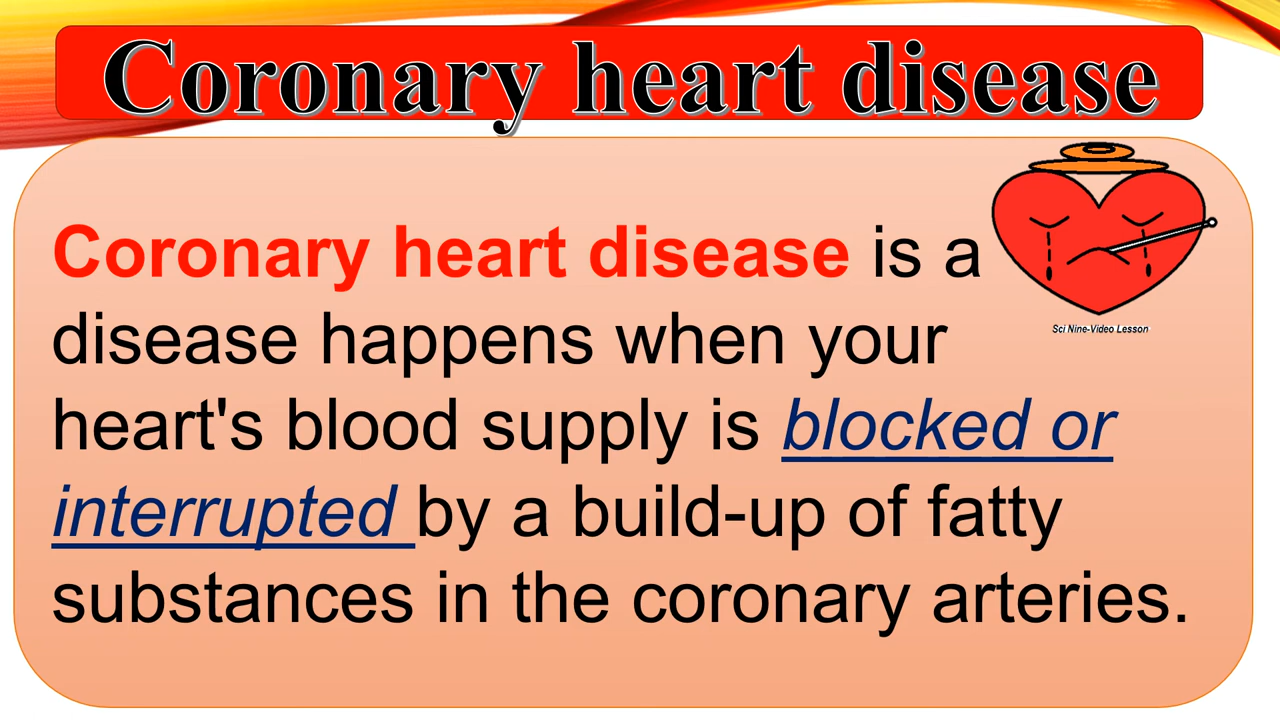 Coronary heart disease
Coronary heart disease is a
disease happens when your
heart's blood supply is blocked or
interrupted by a build-up of fatty
substances in the coronary arteries.
Sci Nine-Video Lesson